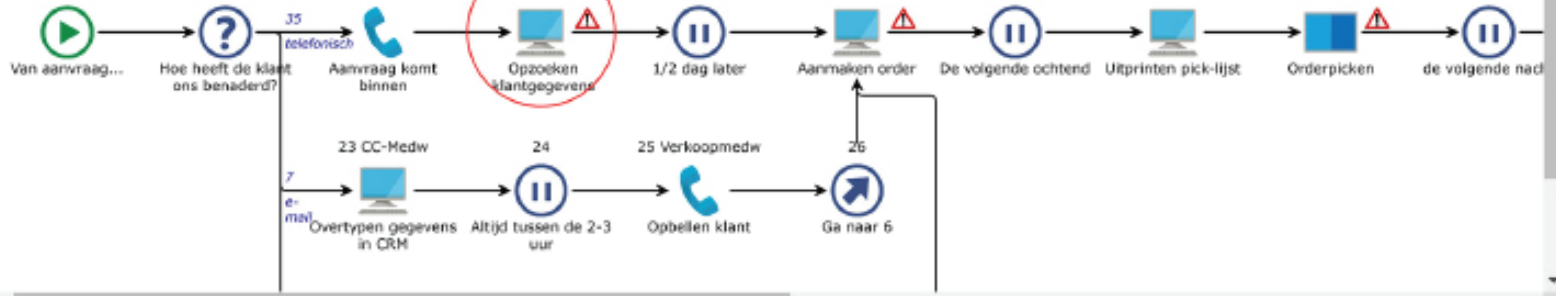 35
telefonisch
Van aanvraag...
Hoe heeft de klant
ons benaderd?
Aanvraag komt
binnen
Opzoeken
klantgegevens
1/2 dag later
Aanmaken order
De volgende ochtend
Uitprinten pick-lijst
Orderpicken
de volgende
23 CC-Medw
24
25 Verkoopmedw
26
7
e-
mail
Overtypen gegevens
in CRM
Altijd tussen de 2-3
uur
Opbellen klant
Ga naar 6